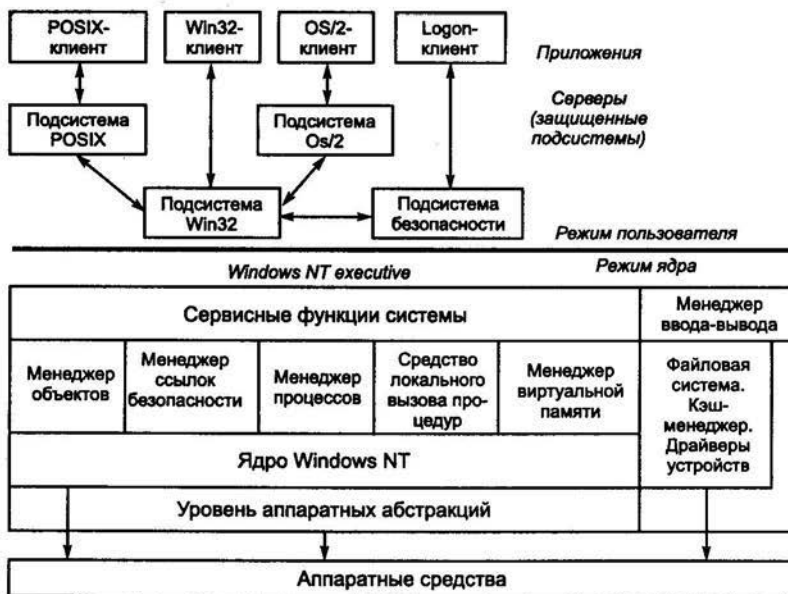 POSIX-
клиент
Win32-
клиент
OS/2-
клиент
Logon-
клиент
Приложения
Подсистема
POSIX
Подсистема
Os/2
Серверы
(защищенные
подсистемы)
Подсистема
Win32
Подсистема
безопасности
Режим пользователя
Windows NT executive
Режим ядра
Сервисные функции системы
Менеджер
ввода-вывода
Менеджер
объектов
Менеджер
ссылок
безопасности
Менеджер
процессов
Средство
локального
вызова про-
цедур
Менеджер
виртуальной
памяти
Файловая
система.
Кэш-
менеджер.
Драйверы
устройств
Ядро Windows NT
Уровень аппаратных абстракций
Аппаратные средства